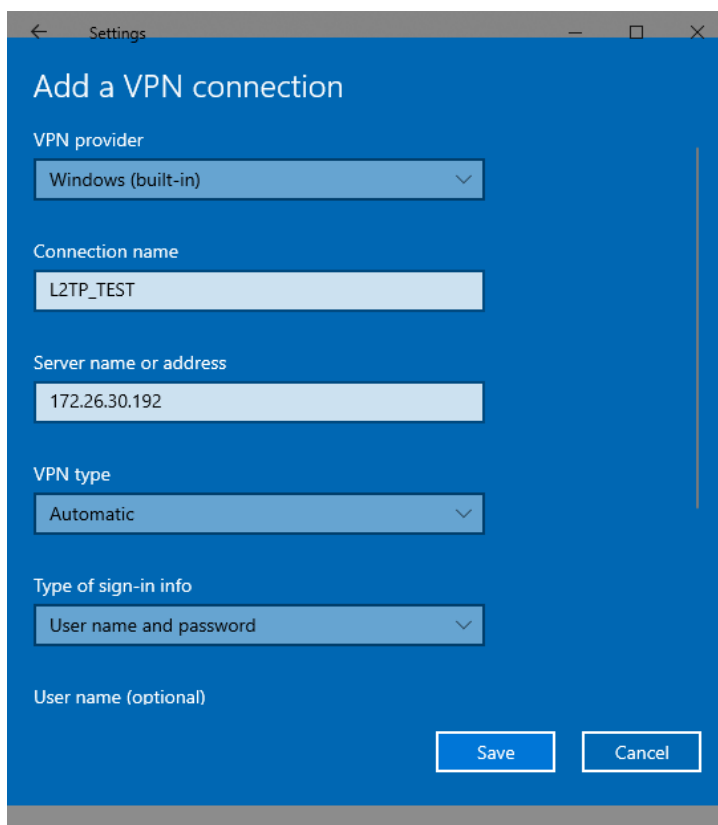 Settings
Add a VPN connection
VPN provider
Windows (built-in)
Connection name
L2TP_TEST
Server name or address
172.26.30.192
VPN type
Automatic
Type of sign-in info
User name and password
User name (optional)
Save Cancel